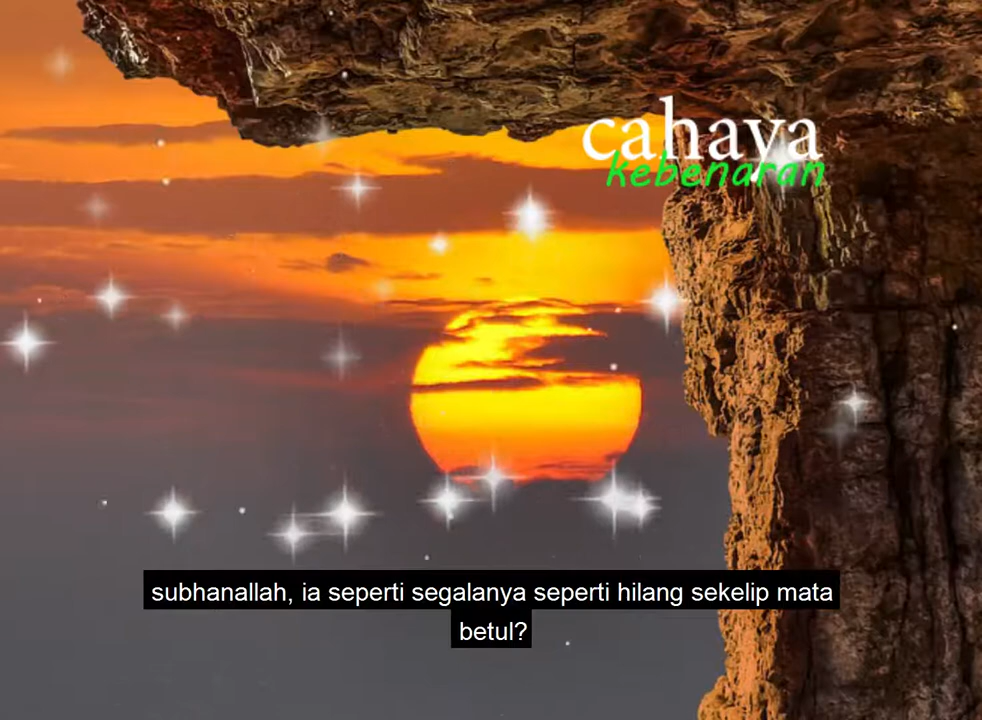 cahaya
kebenaran
subhanallah, ia seperti segalanya seperti hilang sekelip mata
betul?